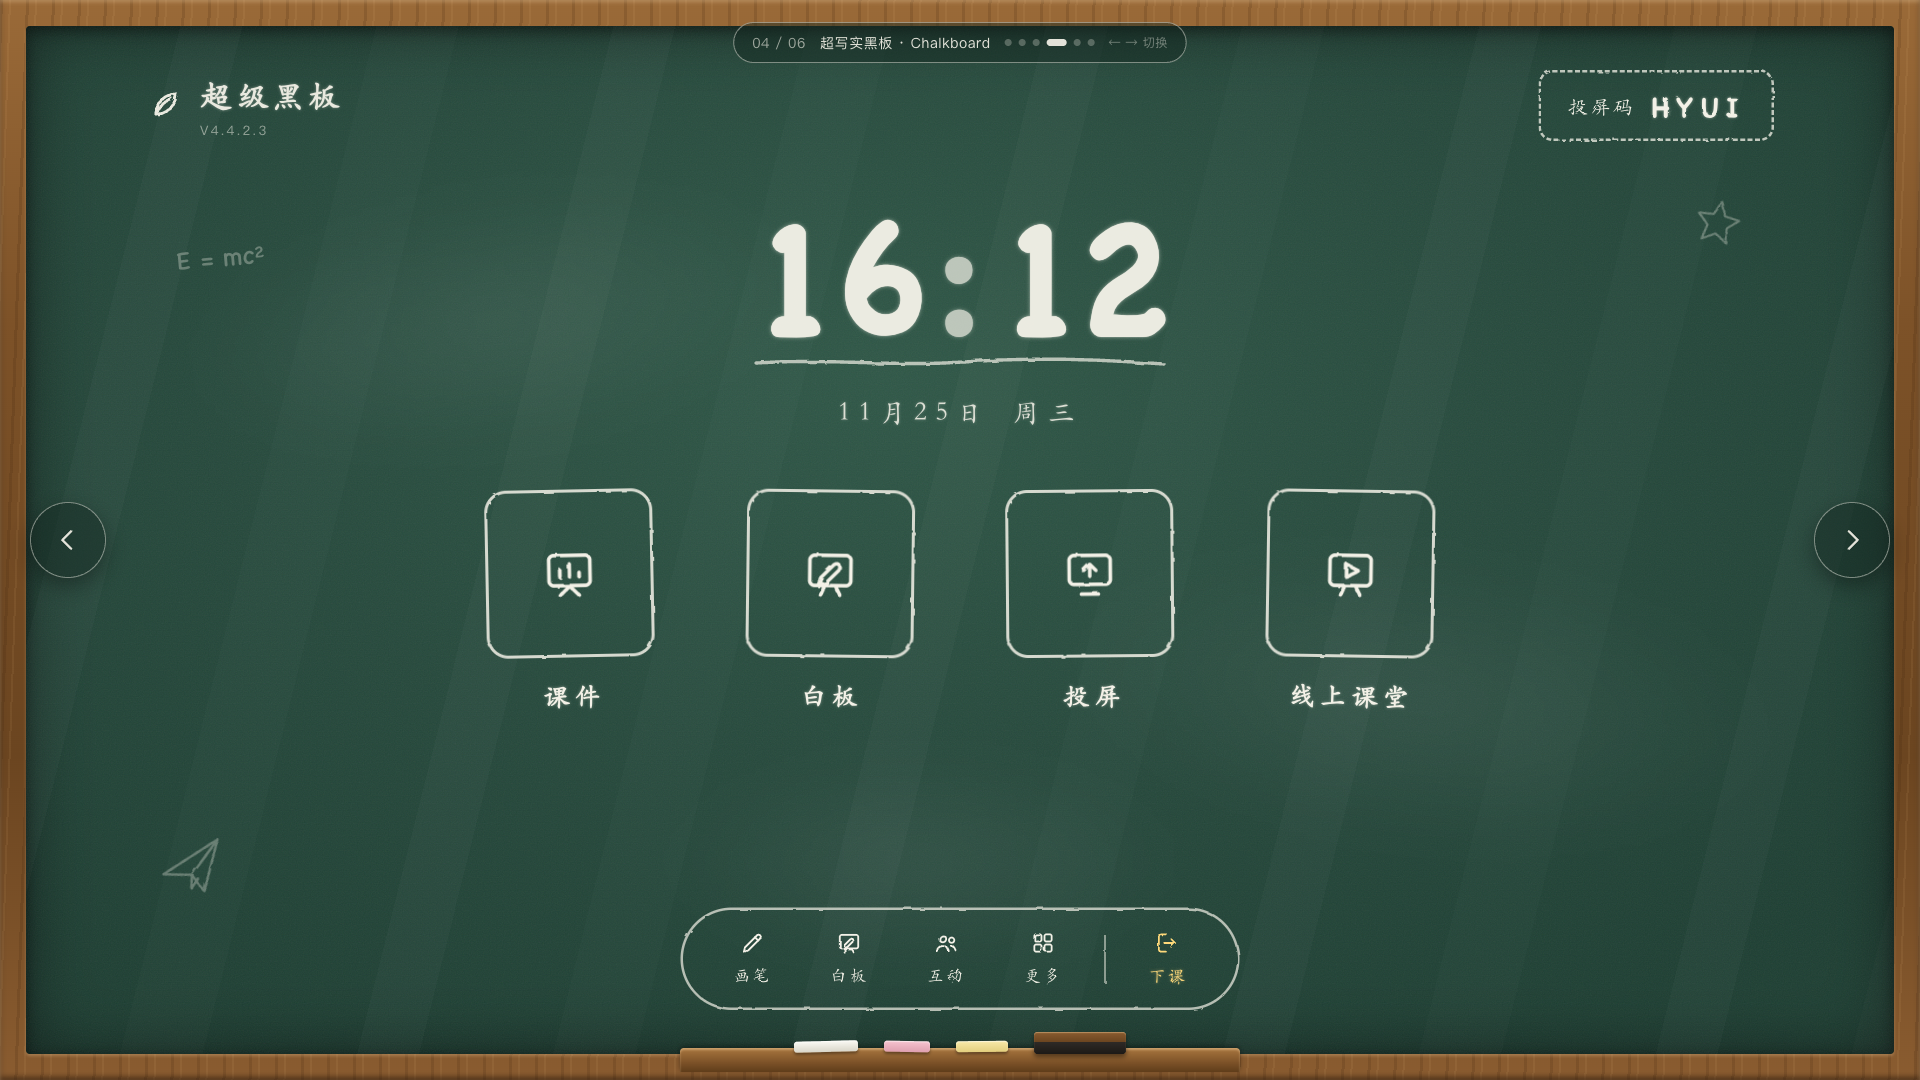 04 / 06 超写实黑板 · Chalkboard ← → 切换
超级黑板
V4.4.2.3
投屏码 HYUI
E = mc²
16:12
11月25日 周三
课件 白板 投屏 线上课堂
画笔 白板 互动 更多 下课